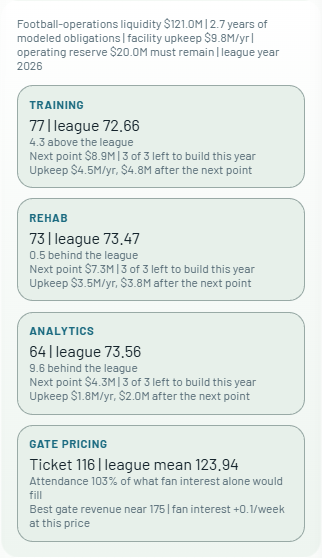 Football-operations liquidity $121.0M | 2.7 years of
modeled obligations | facility upkeep $9.8M/yr |
operating reserve $20.0M must remain | league year
2026
TRAINING
77 | league 72.66
4.3 above the league
Next point $8.9M | 3 of 3 left to build this year
Upkeep $4.5M/yr, $4.8M after the next point
REHAB
73 | league 73.47
0.5 behind the league
Next point $7.3M | 3 of 3 left to build this year
Upkeep $3.5M/yr, $3.8M after the next point
ANALYTICS
64 | league 73.56
9.6 behind the league
Next point $4.3M | 3 of 3 left to build this year
Upkeep $1.8M/yr, $2.0M after the next point
GATE PRICING
Ticket 116 | league mean 123.94
Attendance 103% of what fan interest alone would
fill
Best gate revenue near 175 | fan interest +0.1/week
at this price